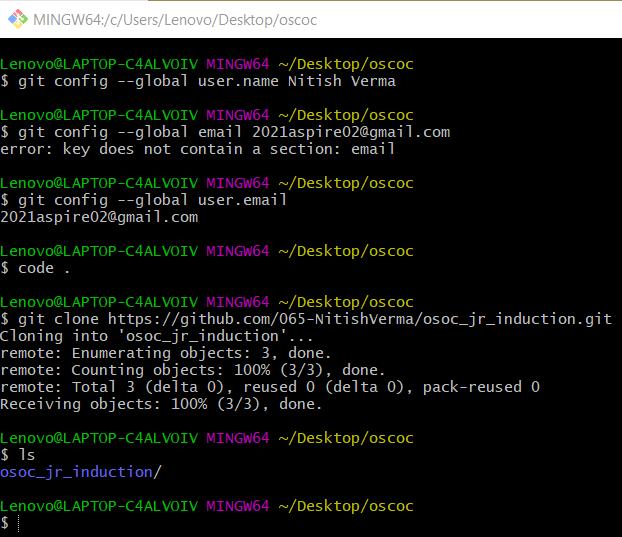 MINGW64:/c/Users/Lenovo/Desktop/oscoc
Lenovo@LAPTOP-C4ALVOIV MINGW64 ~/Desktop/oscoc
$ git config --global user.name Nitish Verma
Lenovo@LAPTOP-C4ALVOIV MINGW64 ~/Desktop/oscoc
$ git config --global email 2021aspire02@gmail.com
error: key does not contain a section: email
Lenovo@LAPTOP-C4ALVOIV MINGW64 ~/Desktop/oscoc
$ git config --global user.email
2021aspire02@gmail.com
Lenovo@LAPTOP-C4ALVOIV MINGW64 ~/Desktop/oscoc
$ code .
Lenovo@LAPTOP-C4ALVOIV MINGW64 ~/Desktop/oscoc
$ git clone https://github.com/065-NitishVerma/osoc_jr_induction.git
Cloning into 'osoc_jr_induction'...
remote: Enumerating objects: 3, done.
remote: Counting objects: 100% (3/3), done.
remote: Total 3 (delta 0), reused 0 (delta 0), pack-reused 0
Receiving objects: 100% (3/3), done.
Lenovo@LAPTOP-C4ALVOIV MINGW64 ~/Desktop/oscoc
$ ls
osoc_jr_induction/
Lenovo@LAPTOP-C4ALVOIV MINGW64 ~/Desktop/oscoc
$